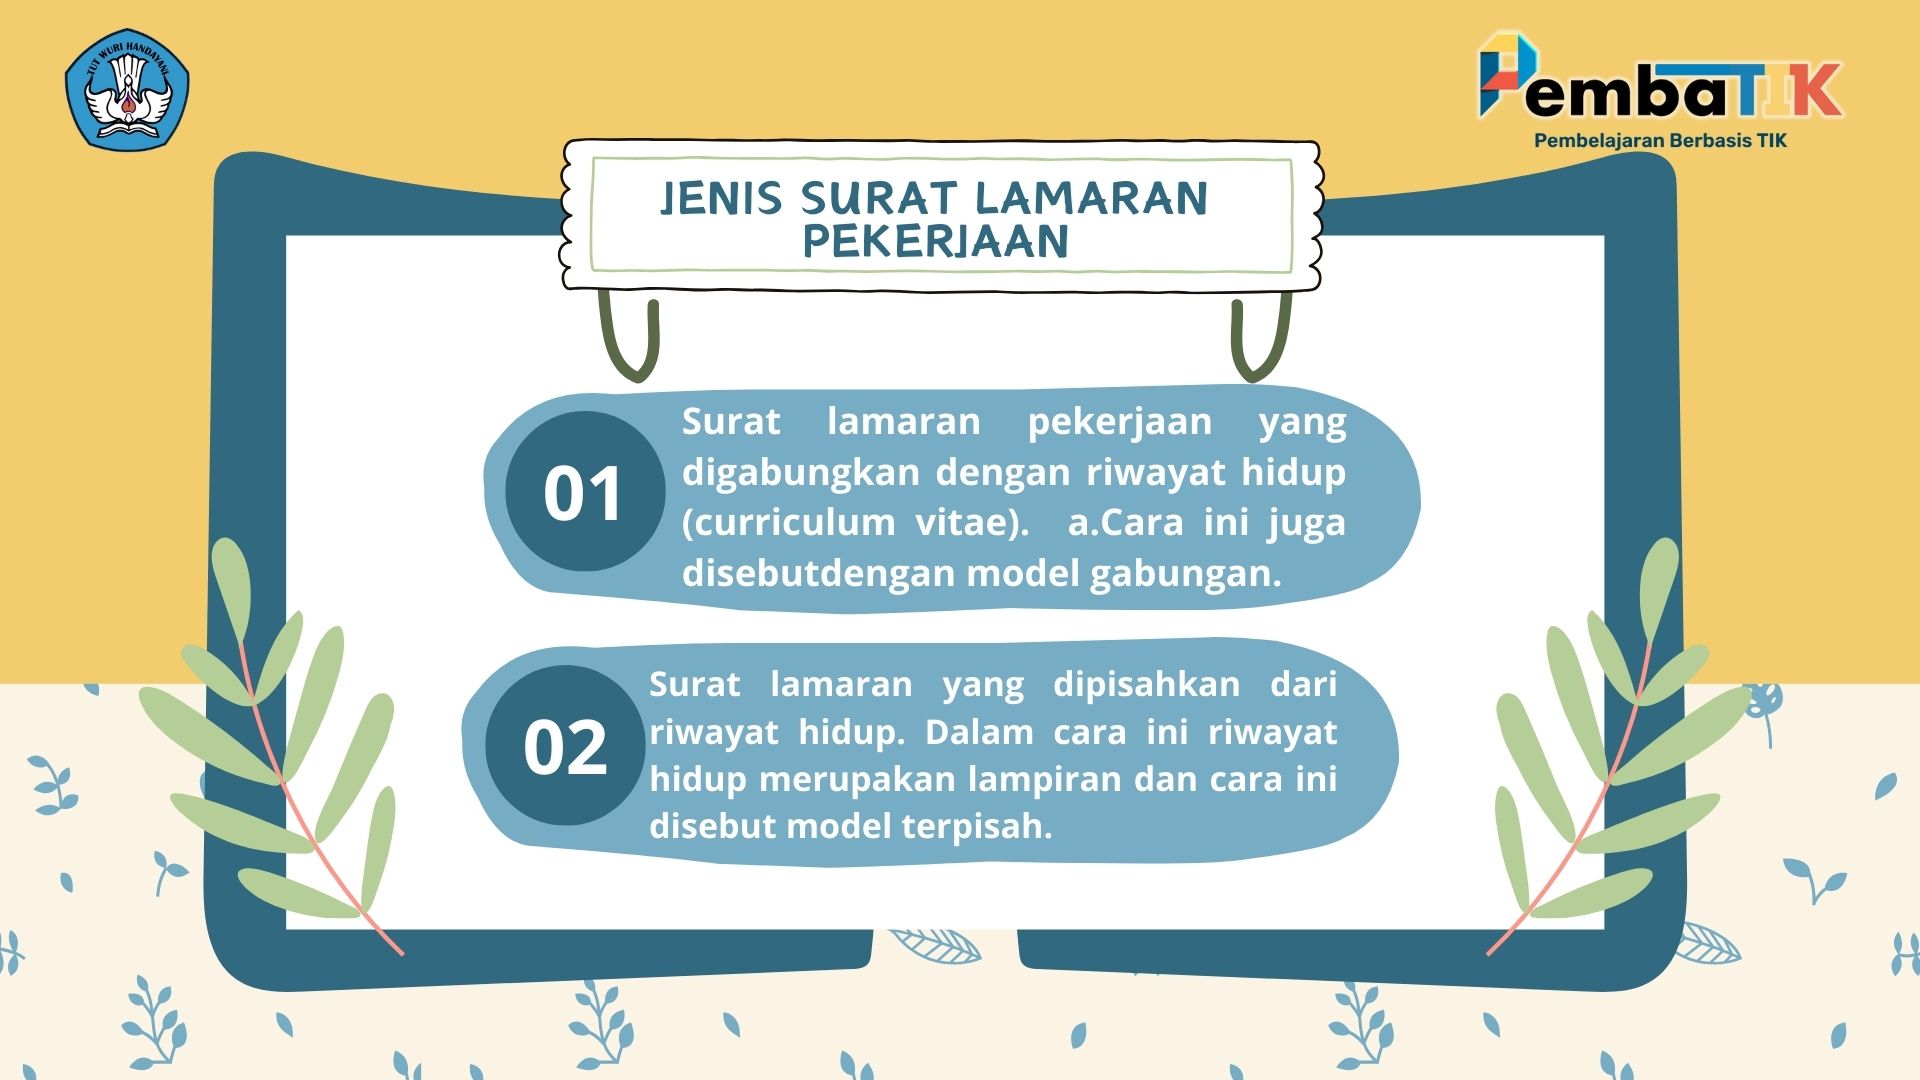 TUT WURI HANDAYANI
PembaTIK
Pembelajaran Berbasis TIK
JENIS SURAT LAMARAN
PEKERJAAN
01
Surat lamaran pekerjaan yang
digabungkan dengan riwayat hidup
(curriculum vitae). a.Cara ini juga
disebutdengan model gabungan.
02
Surat lamaran yang dipisahkan dari
riwayat hidup. Dalam cara ini riwayat
hidup merupakan lampiran dan cara ini
disebut model terpisah.